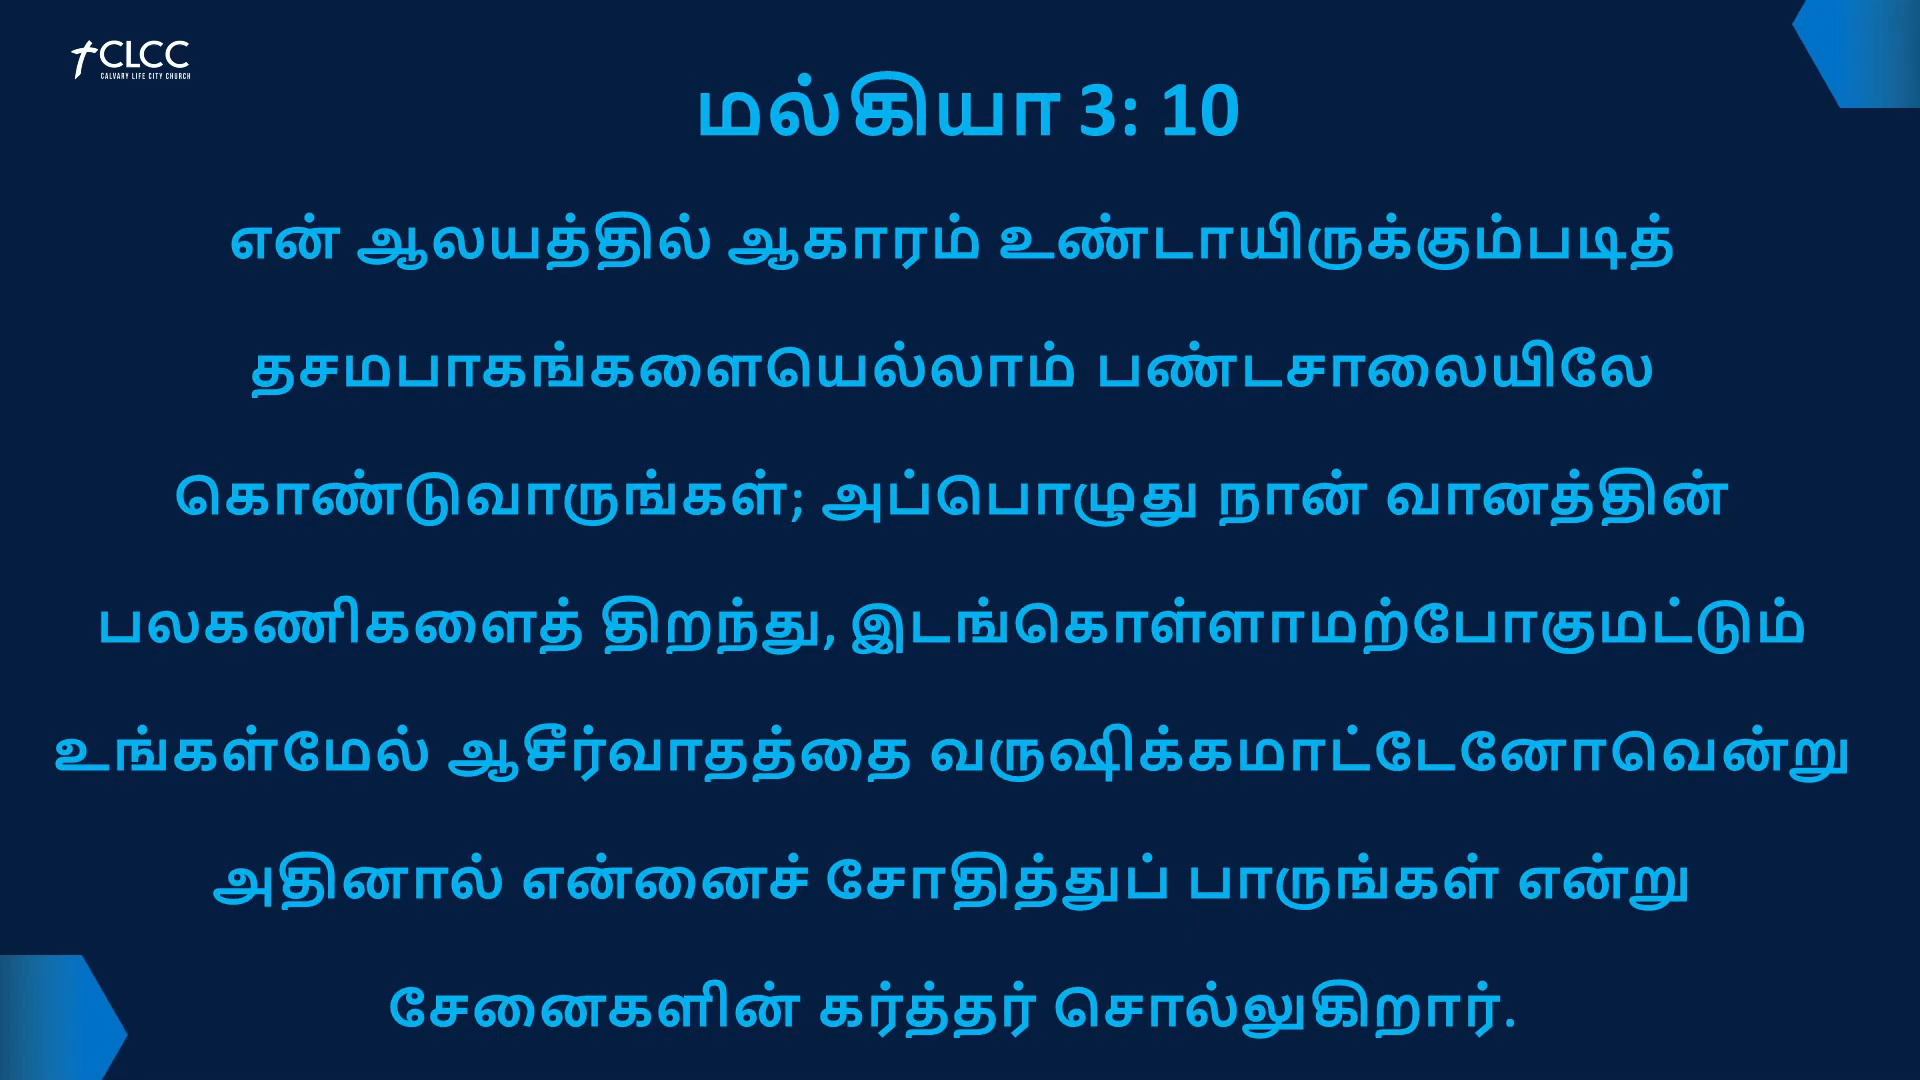 CLCC
CALVARY LIFE CITY CHURCH
மல்கியா 3: 10
என் ஆலயத்தில் ஆகாரம் உண்டாயிருக்கும்படித்
தசமபாகங்களையெல்லாம் பண்டசாலையிலே
கொண்டுவாருங்கள்; அப்பொழுது நான் வானத்தின்
பலகணிகளைத் திறந்து, இடங்கொள்ளாமற்போகுமட்டும்
உங்கள்மேல் ஆசீர்வாதத்தை வருஷிக்கமாட்டேனோவென்று
அதினால் என்னைச் சோதித்துப் பாருங்கள் என்று
சேனைகளின் கர்த்தர் சொல்லுகிறார்.